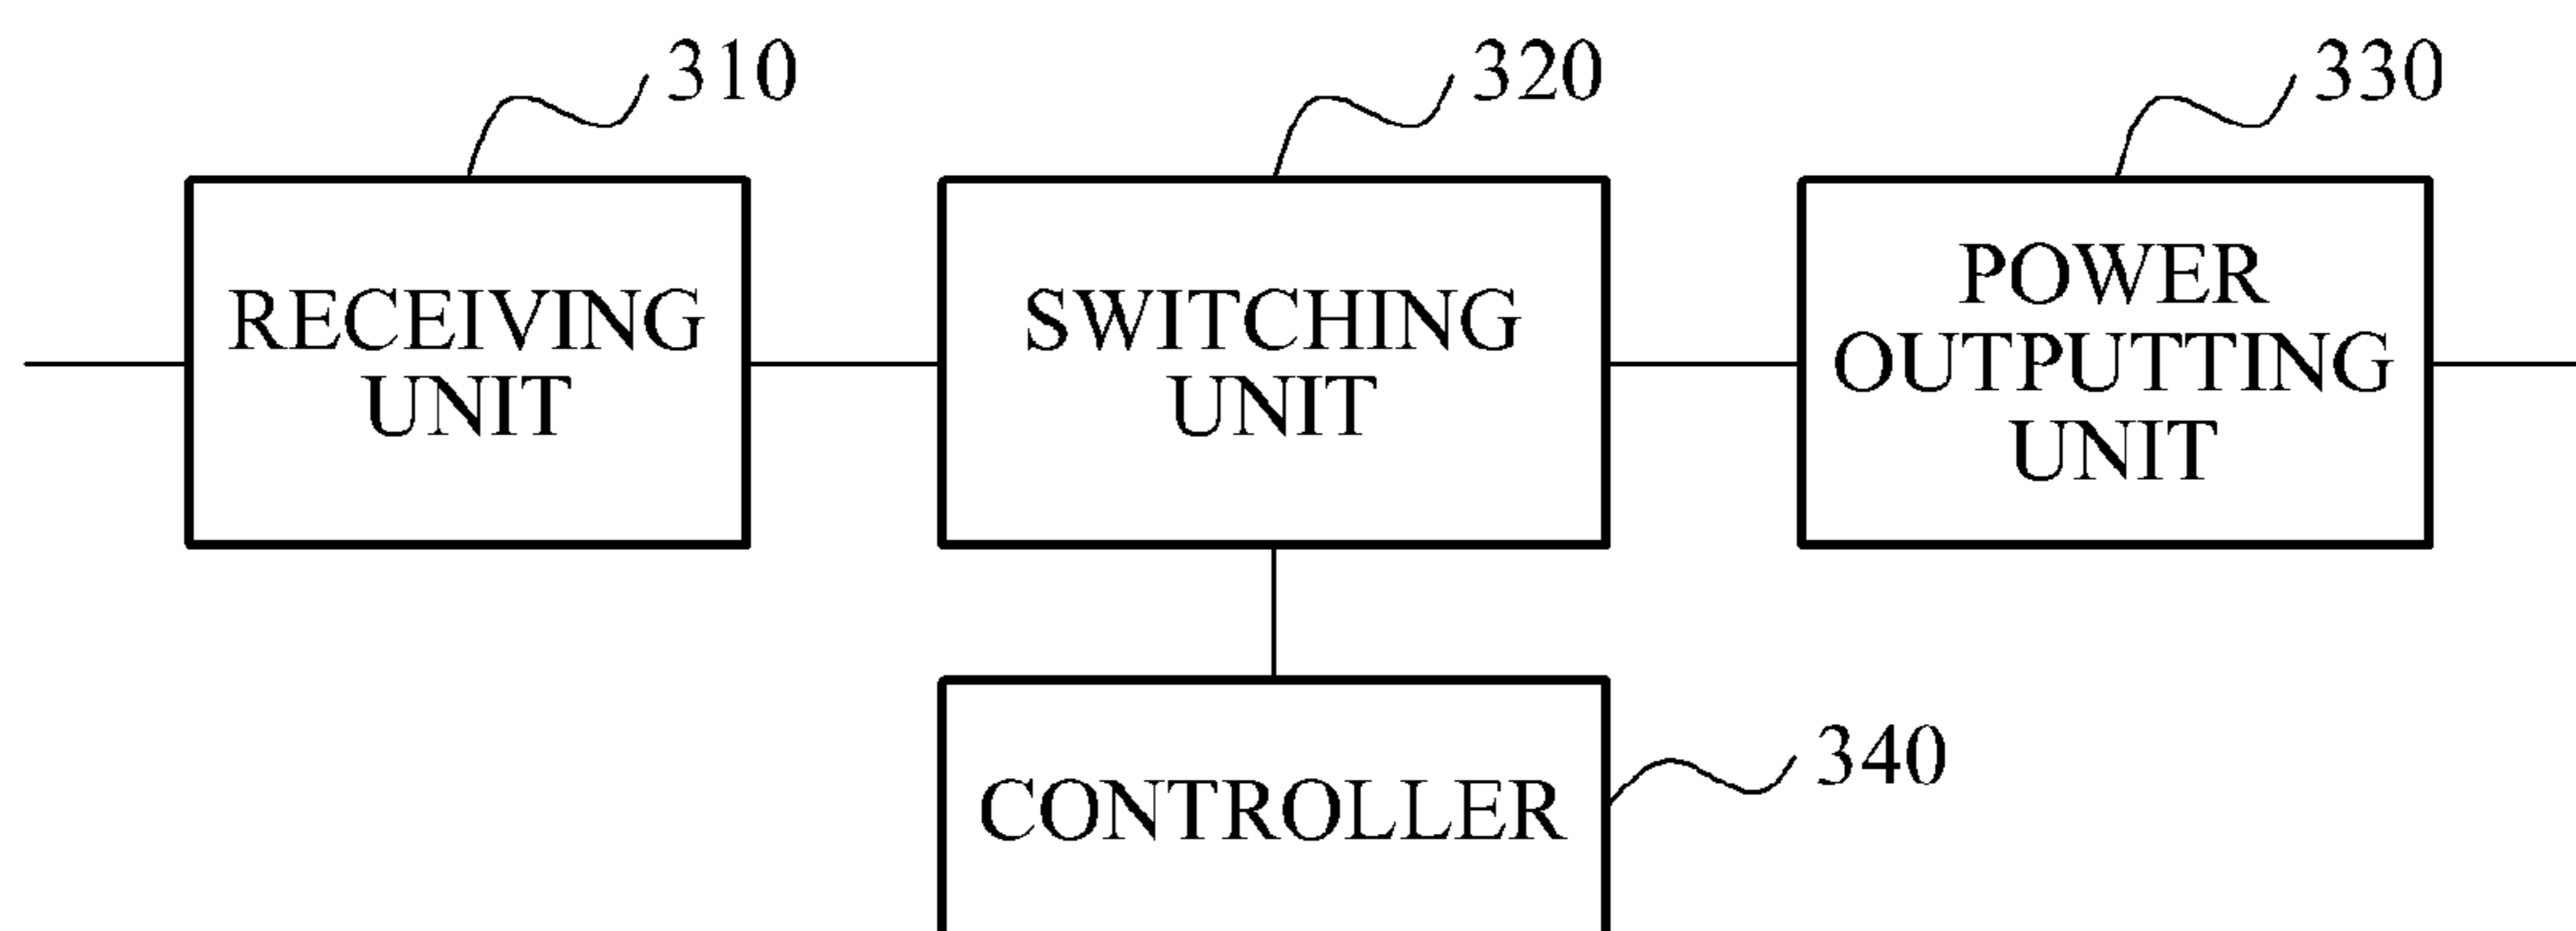 310
320
330
RECEIVING
UNIT
SWITCHING
UNIT
POWER
OUTPUTTING
UNIT
CONTROLLER
340